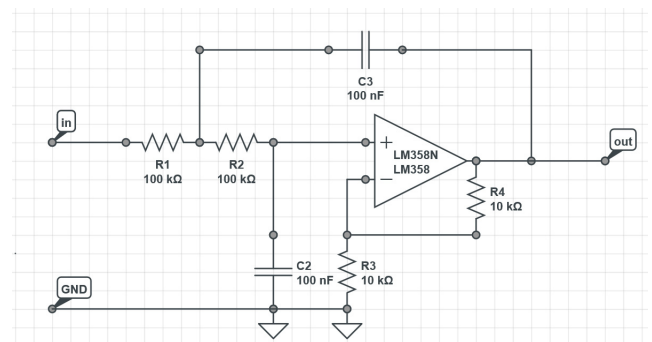 C3
100 nF
in
R1
100 kΩ
R2
100 kΩ
+
LM358N
LM358
−
out
R4
10 kΩ
C2
100 nF
R3
10 kΩ
GND